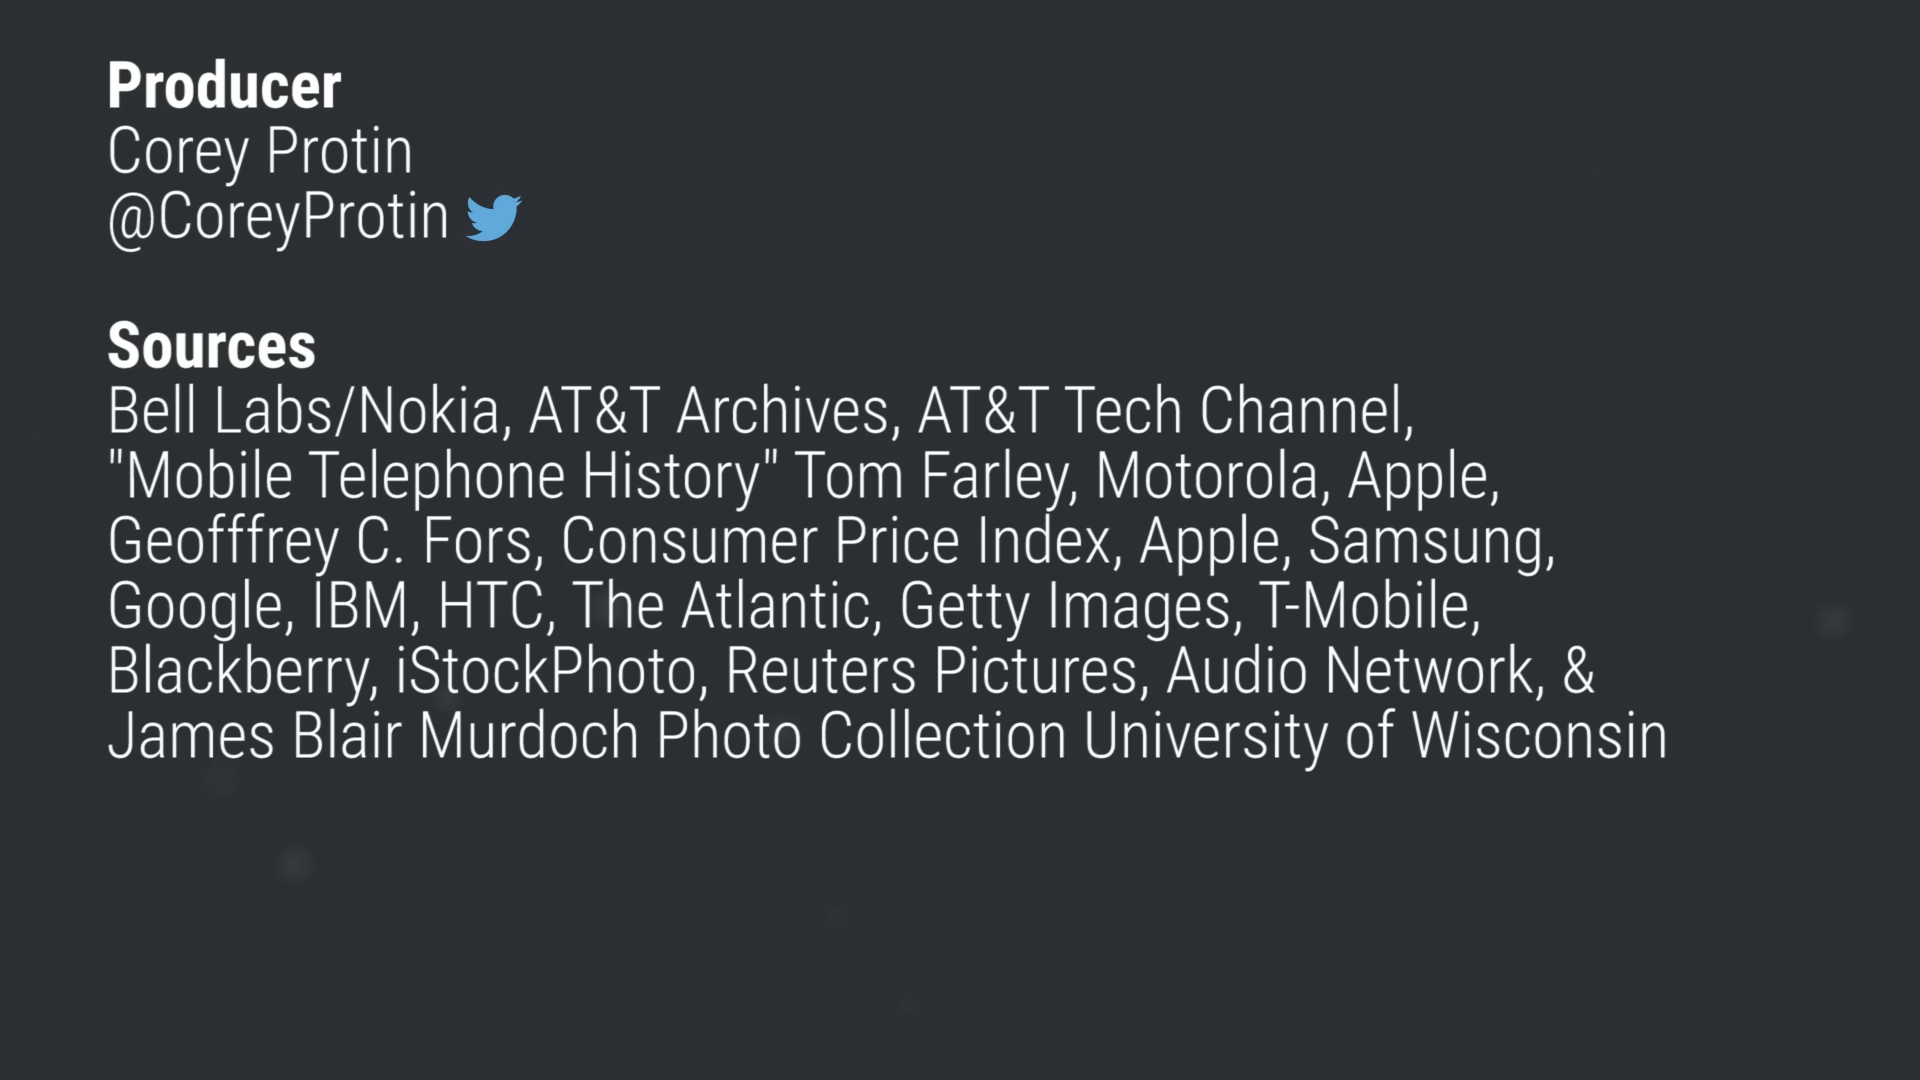 Producer
Corey Protin
@CoreyProtin
Sources
Bell Labs/Nokia, AT&T Archives, AT&T Tech Channel,
"Mobile Telephone History" Tom Farley, Motorola, Apple,
Geofffrey C. Fors, Consumer Price Index, Apple, Samsung,
Google, IBM, HTC, The Atlantic, Getty Images, T-Mobile,
Blackberry, iStockPhoto, Reuters Pictures, Audio Network, &
James Blair Murdoch Photo Collection University of Wisconsin